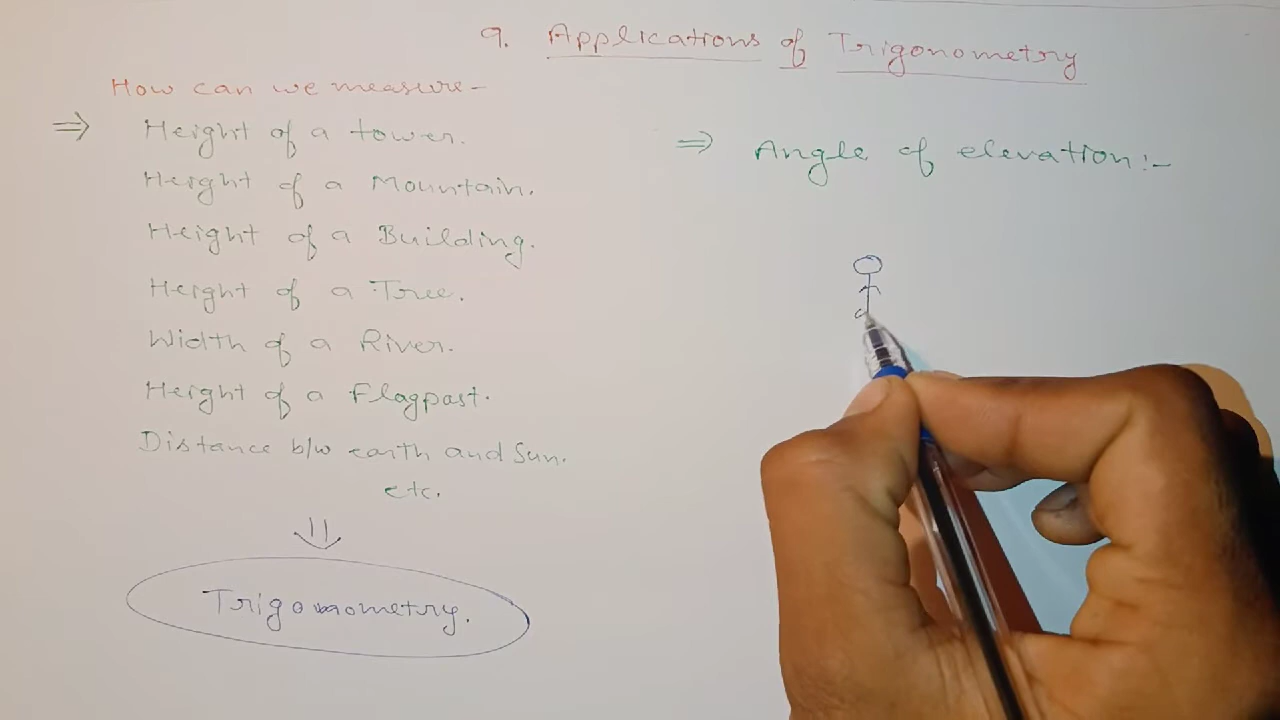 9. Applications of Trigonometry
How can we measure-
⇒ Height of a tower.
Height of a Mountain.
Height of a Building.
Height of a Tree.
Width of a River.
Height of a Flagpast.
Distance b/w earth and Sun.
etc.
Trigonometry.
⇒ Angle of elevation:-